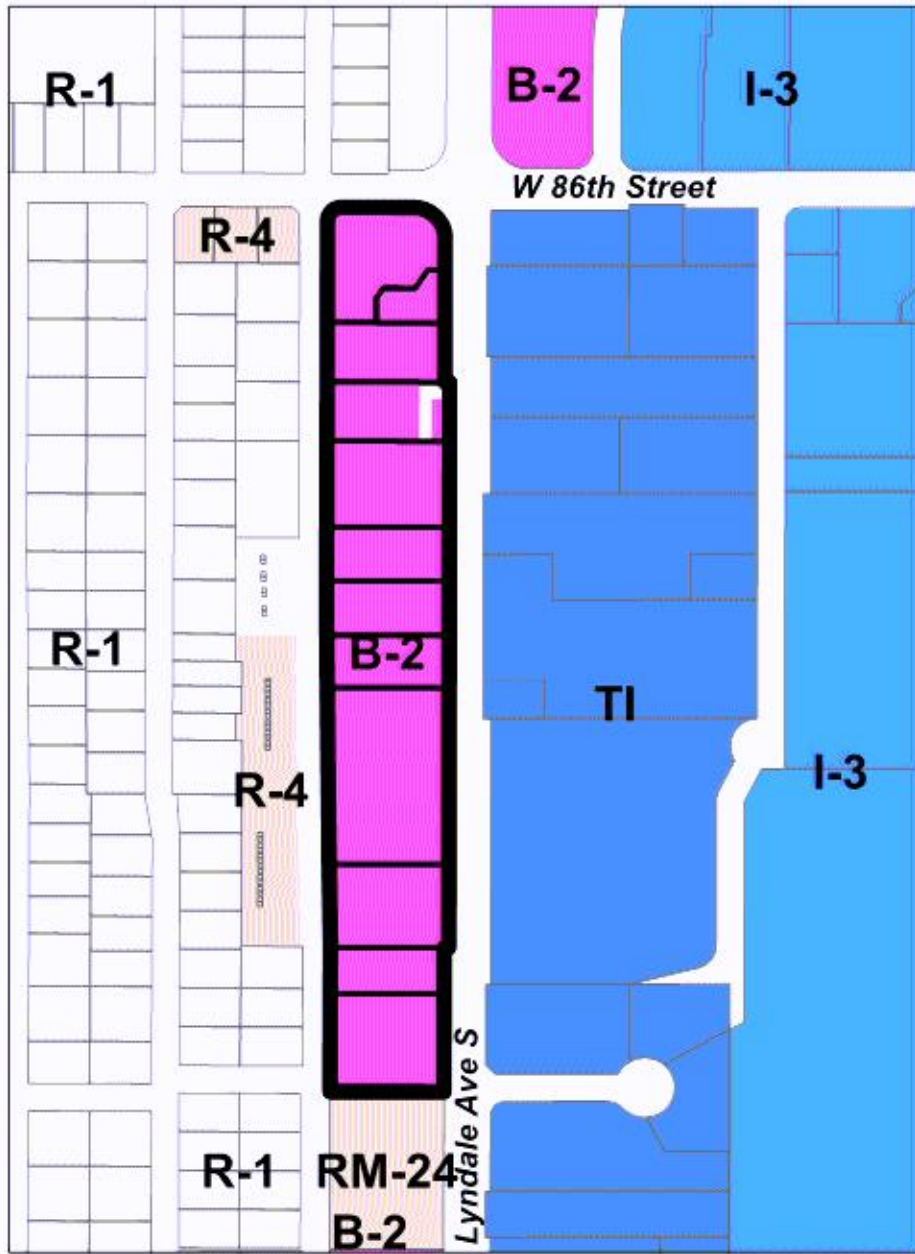 R-1
B-2
I-3
W 86th Street
R-4
R-1
B-2
TI
R-4
I-3
Lyndale Ave S
R-1
RM-24
B-2